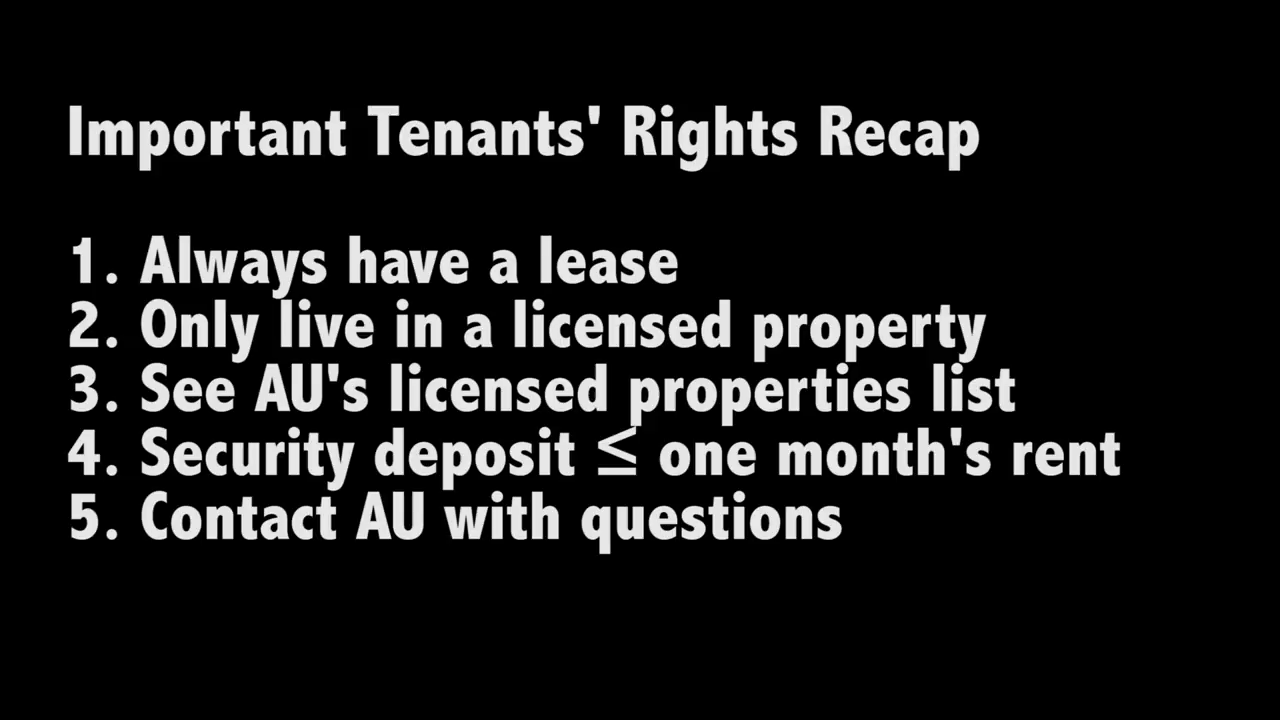 Important Tenants' Rights Recap
1. Always have a lease
2. Only live in a licensed property
3. See AU's licensed properties list
4. Security deposit ≤ one month's rent
5. Contact AU with questions